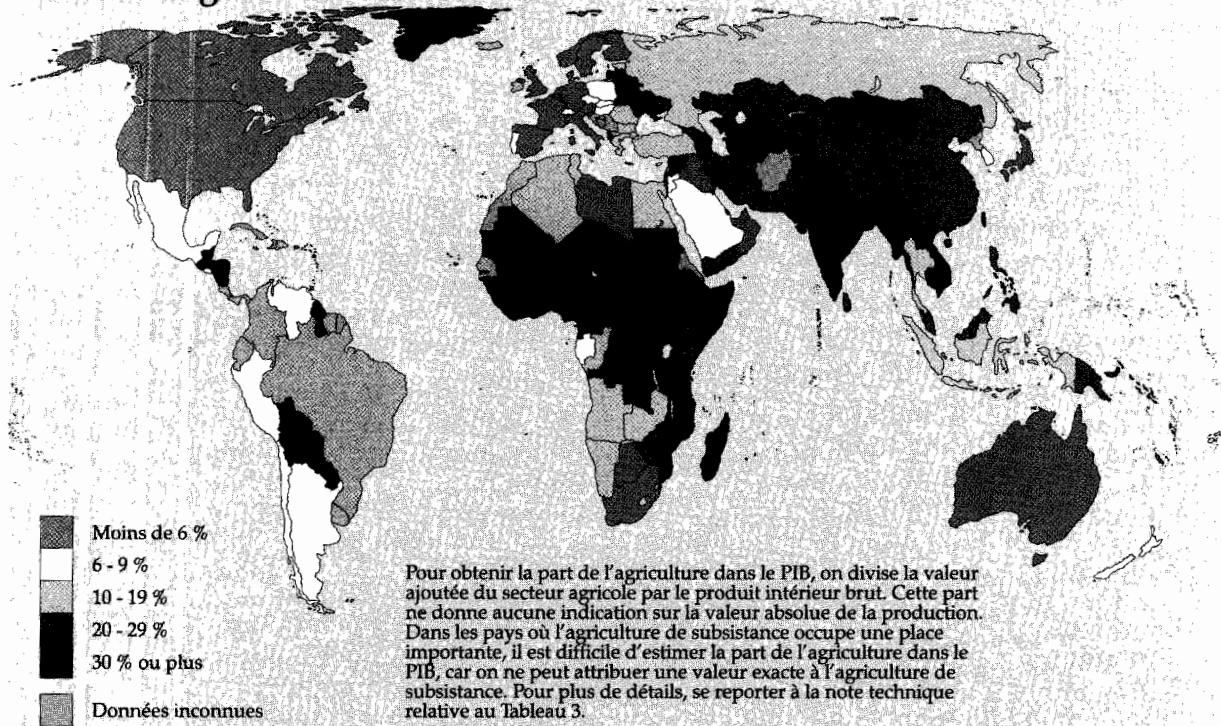 Moins de 6 %
6 - 9 %
10 - 19 %
20 - 29 %
30 % ou plus
Données inconnues
Pour obtenir la part de l'agriculture dans le PIB, on divise la valeur
ajoutée du secteur agricole par le produit intérieur brut. Cette part
ne donne aucune indication sur la valeur absolue de la production.
Dans les pays où l'agriculture de subsistance occupe une place
importante, il est difficile d'estimer la part de l'agriculture dans le
PIB, car on ne peut attribuer une valeur exacte à l'agriculture de
subsistance. Pour plus de détails, se reporter à la note technique
relative au Tableau 3.